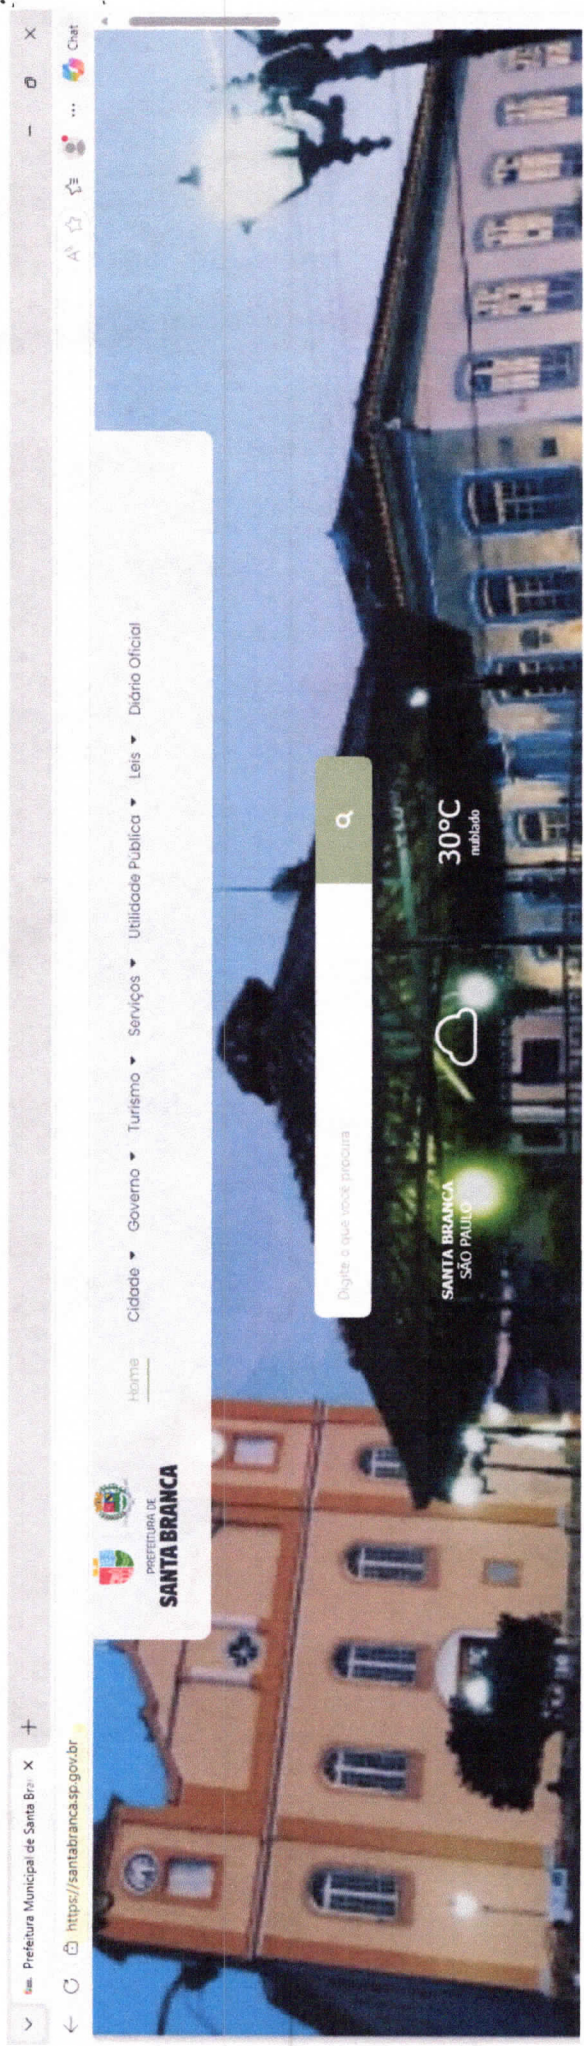 Prefeitura Municipal de Santa Bra
https://santabranca.sp.gov.br
Chat
PREFEITURA DE
SANTA BRANCA
Home Cidade Governo Turismo Serviços Utilidade Pública Leis Diário Oficial
Digite o que você procura
SANTA BRANCA
SÃO PAULO
30°C
nublado